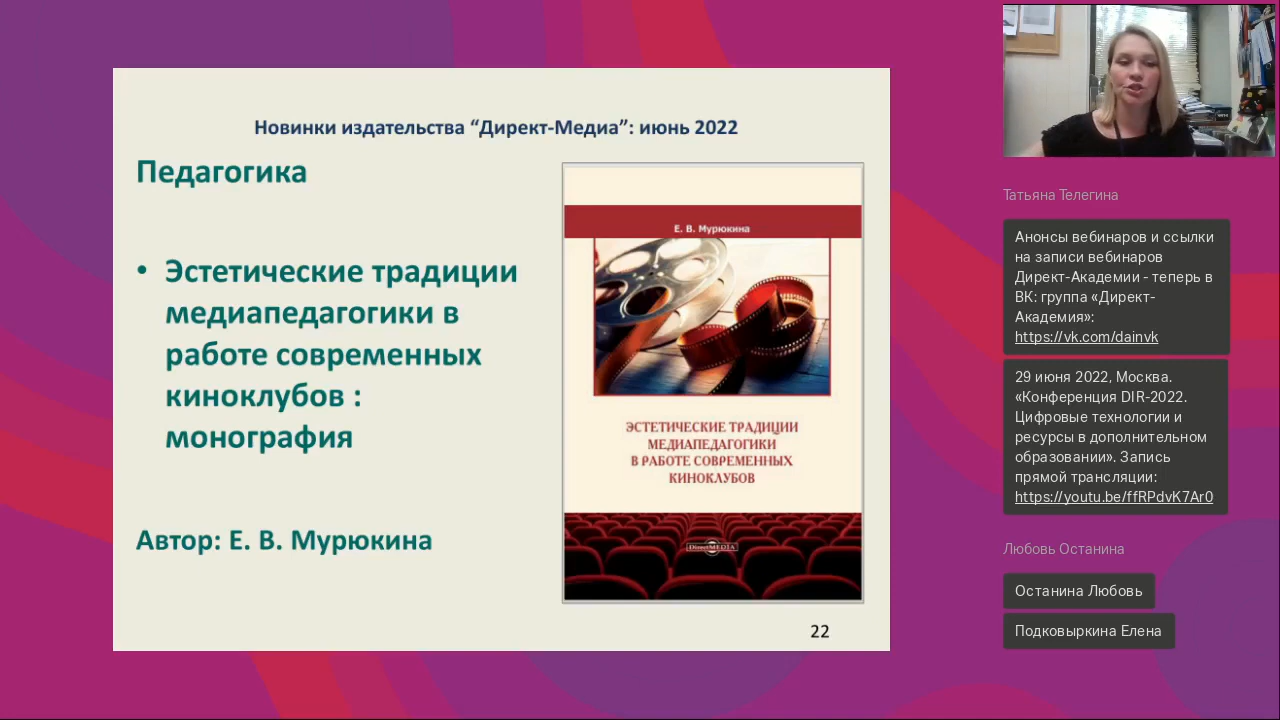 Новинки издательства “Директ-Медиа”: июнь 2022
Педагогика
• Эстетические традиции
медиапедагогики в
работе современных
киноклубов :
монография
Автор: Е. В. Мурюкина
Е. В. Мурюкина
ЭСТЕТИЧЕСКИЕ ТРАДИЦИИ
МЕДИАПЕДАГОГИКИ
В РАБОТЕ СОВРЕМЕННЫХ
КИНОКЛУБОВ
DirectMEDIA
22
Татьяна Телегина
Анонсы вебинаров и ссылки
на записи вебинаров
Директ-Академии - теперь в
ВК: группа «Директ-
Академия»:
https://vk.com/dainvk
29 июня 2022, Москва.
«Конференция DIR-2022.
Цифровые технологии и
ресурсы в дополнительном
образовании». Запись
прямой трансляции:
https://youtu.be/ffRPdvK7Ar0
Любовь Останина
Останина Любовь
Подковыркина Елена